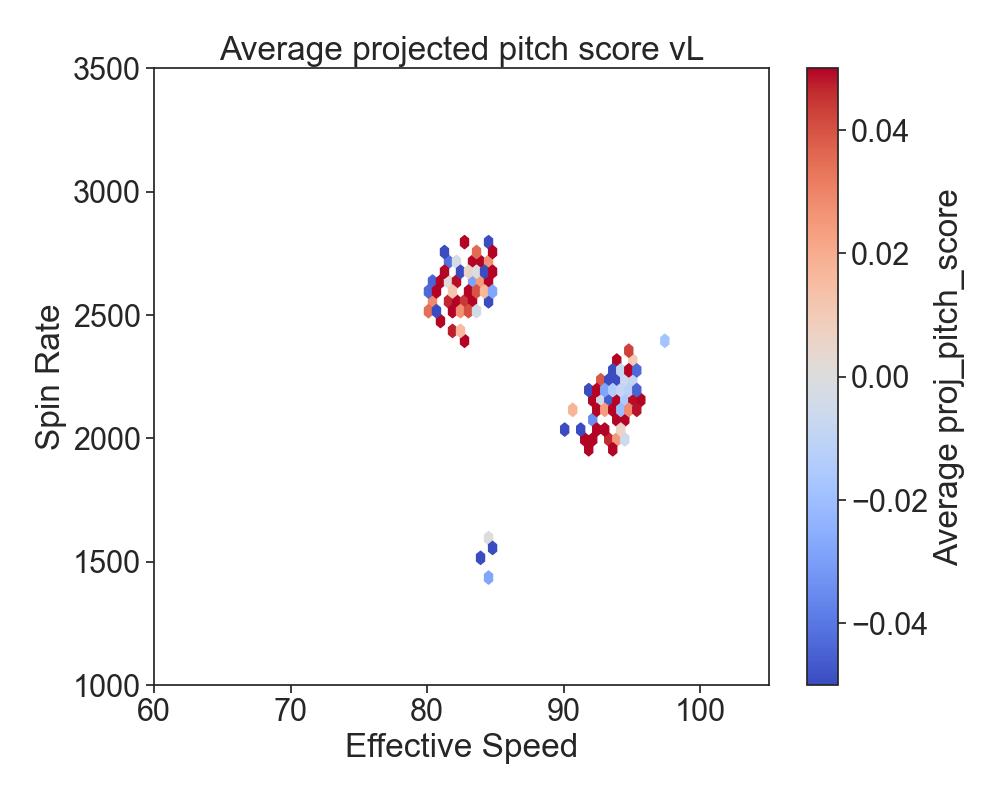 Average projected pitch score vL
3500
3000
2500
2000
1500
1000
Spin Rate
60 70 80 90 100
Effective Speed
0.04
0.02
0.00
−0.02
−0.04
Average proj_pitch_score